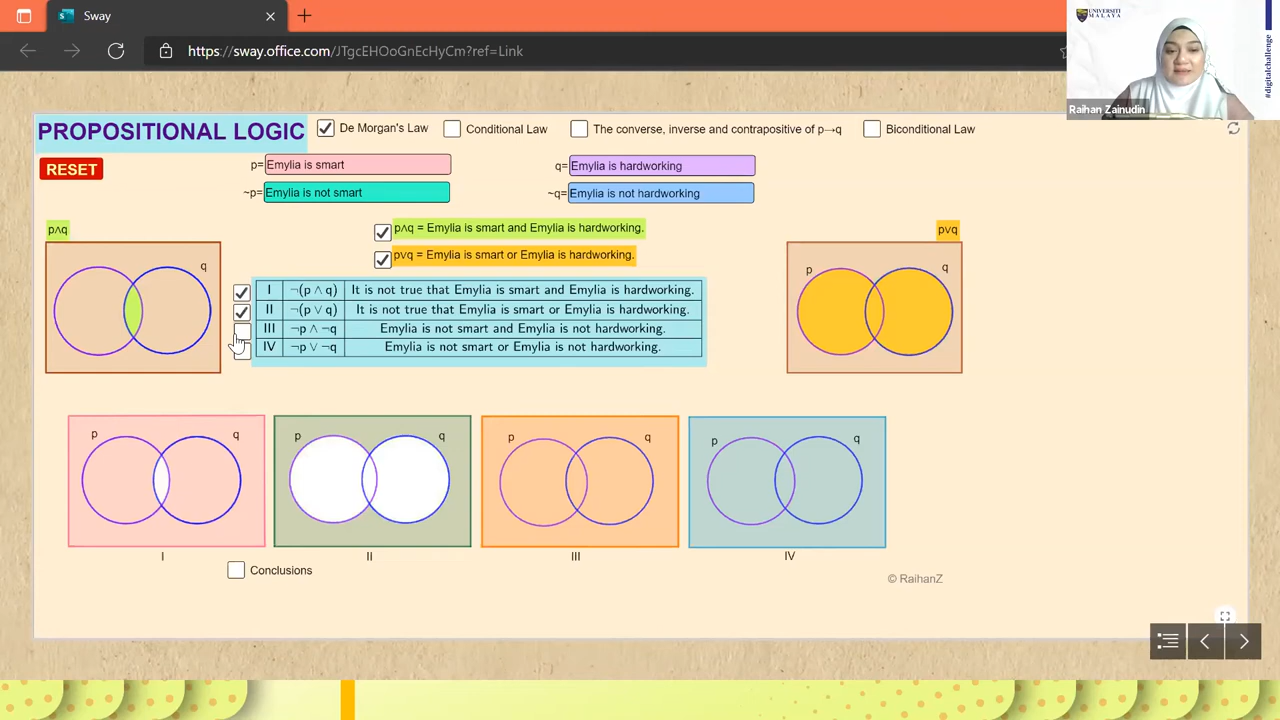 Sway
https://sway.office.com/JTgcEHOoGnEcHyCm?ref=Link
UNIVERSITI
MALAYA
#digitalchallenge
Raihan Zainudin
PROPOSITIONAL LOGIC
De Morgan's Law
Conditional Law
The converse, inverse and contrapositive of p→q
Biconditional Law
RESET
p= Emylia is smart
q= Emylia is hardworking
~p= Emylia is not smart
~q= Emylia is not hardworking
p∧q
p∧q = Emylia is smart and Emylia is hardworking.
p∨q
p∨q = Emylia is smart or Emylia is hardworking.
q
p q
I ¬(p ∧ q) It is not true that Emylia is smart and Emylia is hardworking.
II ¬(p ∨ q) It is not true that Emylia is smart or Emylia is hardworking.
III ¬p ∧ ¬q Emylia is not smart and Emylia is not hardworking.
IV ¬p ∨ ¬q Emylia is not smart or Emylia is not hardworking.
p q
p q
p q
p q
I
II
III
IV
Conclusions
© RaihanZ